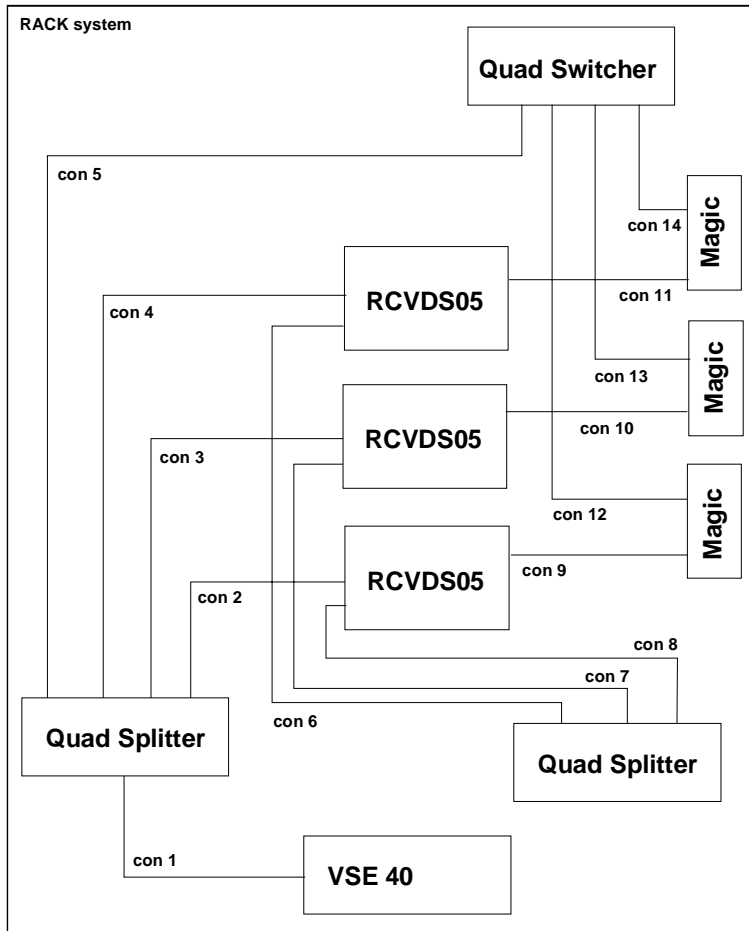 RACK system
Quad Switcher
con 5
con 14
Magic
RCVDS05
con 4
con 11
Magic
con 13
RCVDS05
con 3
con 10
Magic
con 12
RCVDS05
con 9
con 2
con 8
con 7
con 6
Quad Splitter
Quad Splitter
con 1
VSE 40